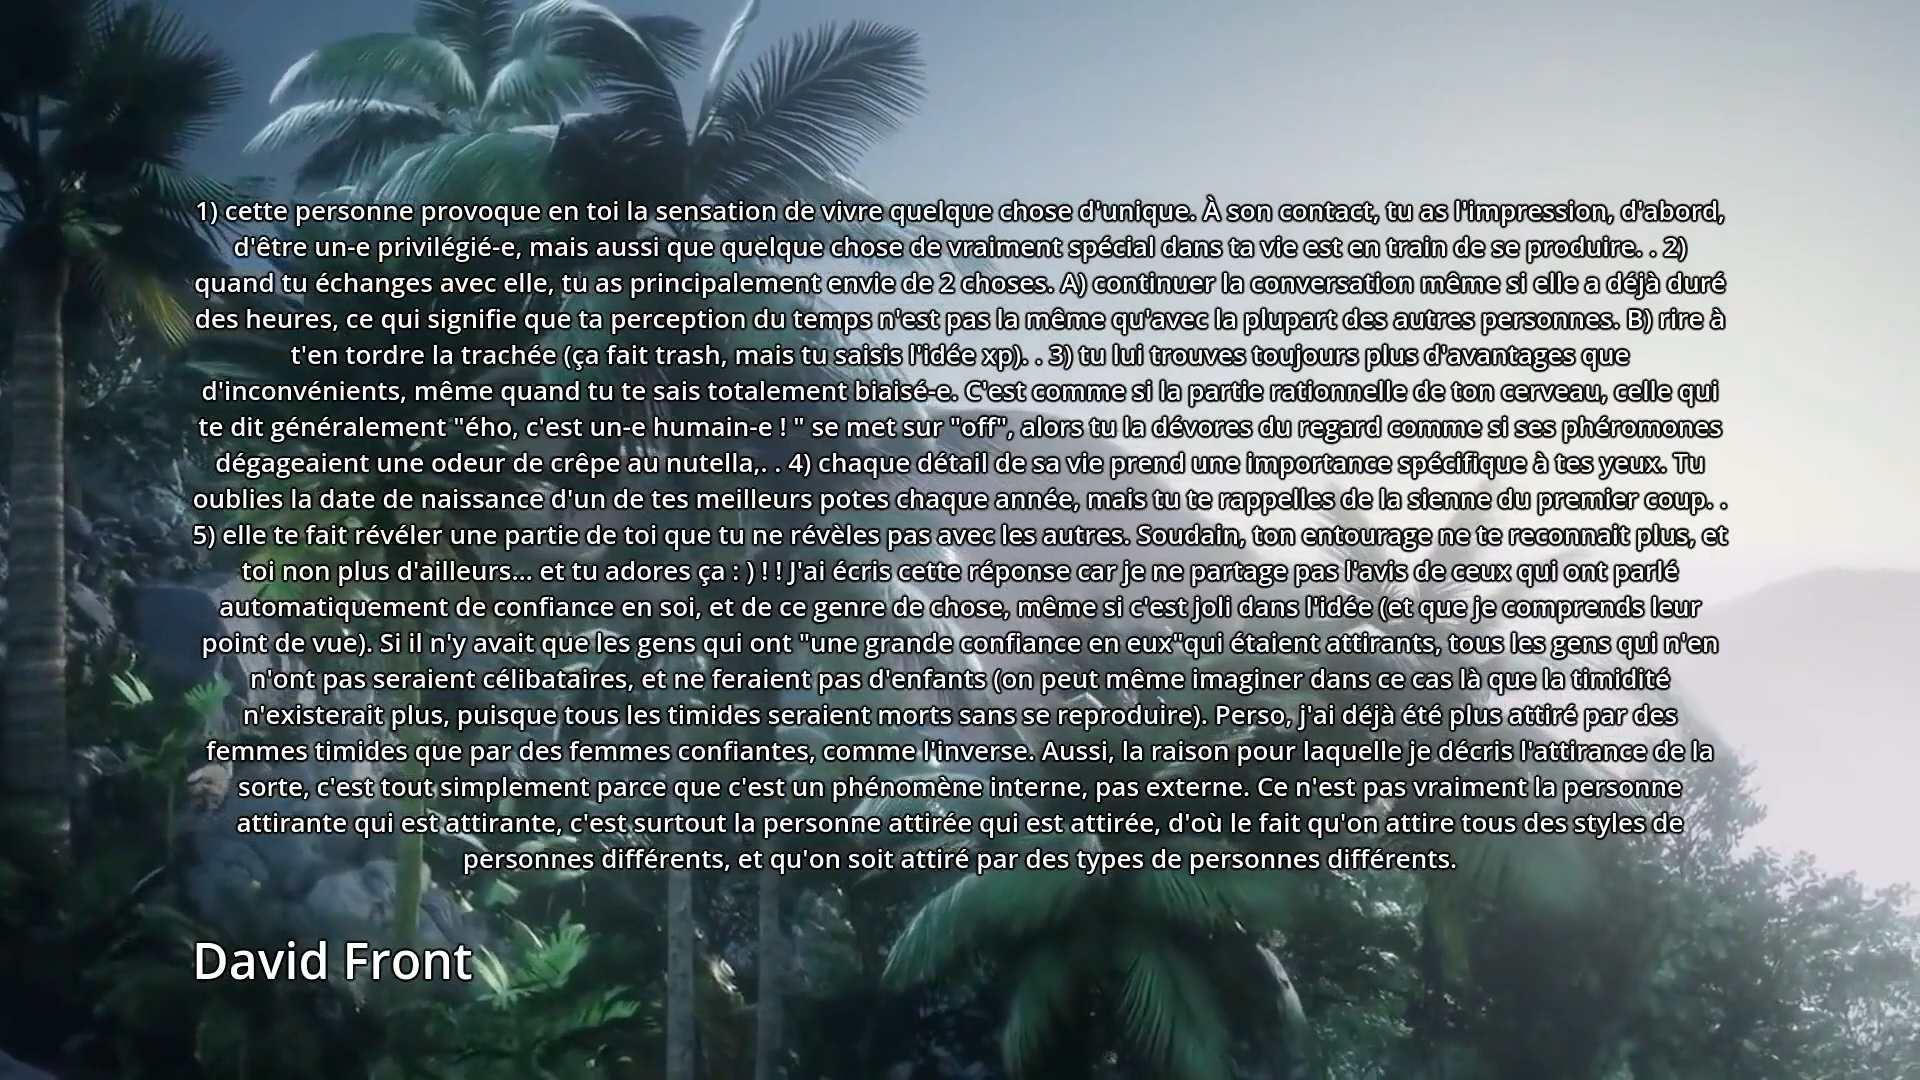 1) cette personne provoque en toi la sensation de vivre quelque chose d'unique. À son contact, tu as l'impression, d'abord,
d'être un-e privilégié-e, mais aussi que quelque chose de vraiment spécial dans ta vie est en train de se produire. . 2)
quand tu échanges avec elle, tu as principalement envie de 2 choses. A) continuer la conversation même si elle a déjà duré
des heures, ce qui signifie que ta perception du temps n'est pas la même qu'avec la plupart des autres personnes. B) rire à
t'en tordre la trachée (ça fait trash, mais tu saisis l'idée xp). . 3) tu lui trouves toujours plus d'avantages que
d'inconvénients, même quand tu te sais totalement biaisé-e. C'est comme si la partie rationnelle de ton cerveau, celle qui
te dit généralement "ého, c'est un-e humain-e ! " se met sur "off", alors tu la dévores du regard comme si ses phéromones
dégageaient une odeur de crêpe au nutella,. . 4) chaque détail de sa vie prend une importance spécifique à tes yeux. Tu
oublies la date de naissance d'un de tes meilleurs potes chaque année, mais tu te rappelles de la sienne du premier coup. .
5) elle te fait révéler une partie de toi que tu ne révèles pas avec les autres. Soudain, ton entourage ne te reconnait plus, et
toi non plus d'ailleurs... et tu adores ça : ) ! ! J'ai écris cette réponse car je ne partage pas l'avis de ceux qui ont parlé
automatiquement de confiance en soi, et de ce genre de chose, même si c'est joli dans l'idée (et que je comprends leur
point de vue). Si il n'y avait que les gens qui ont "une grande confiance en eux"qui étaient attirants, tous les gens qui n'en
n'ont pas seraient célibataires, et ne feraient pas d'enfants (on peut même imaginer dans ce cas là que la timidité
n'existerait plus, puisque tous les timides seraient morts sans se reproduire). Perso, j'ai déjà été plus attiré par des
femmes timides que par des femmes confiantes, comme l'inverse. Aussi, la raison pour laquelle je décris l'attirance de la
sorte, c'est tout simplement parce que c'est un phénomène interne, pas externe. Ce n'est pas vraiment la personne
attirante qui est attirante, c'est surtout la personne attirée qui est attirée, d'où le fait qu'on attire tous des styles de
personnes différents, et qu'on soit attiré par des types de personnes différents.
David Front